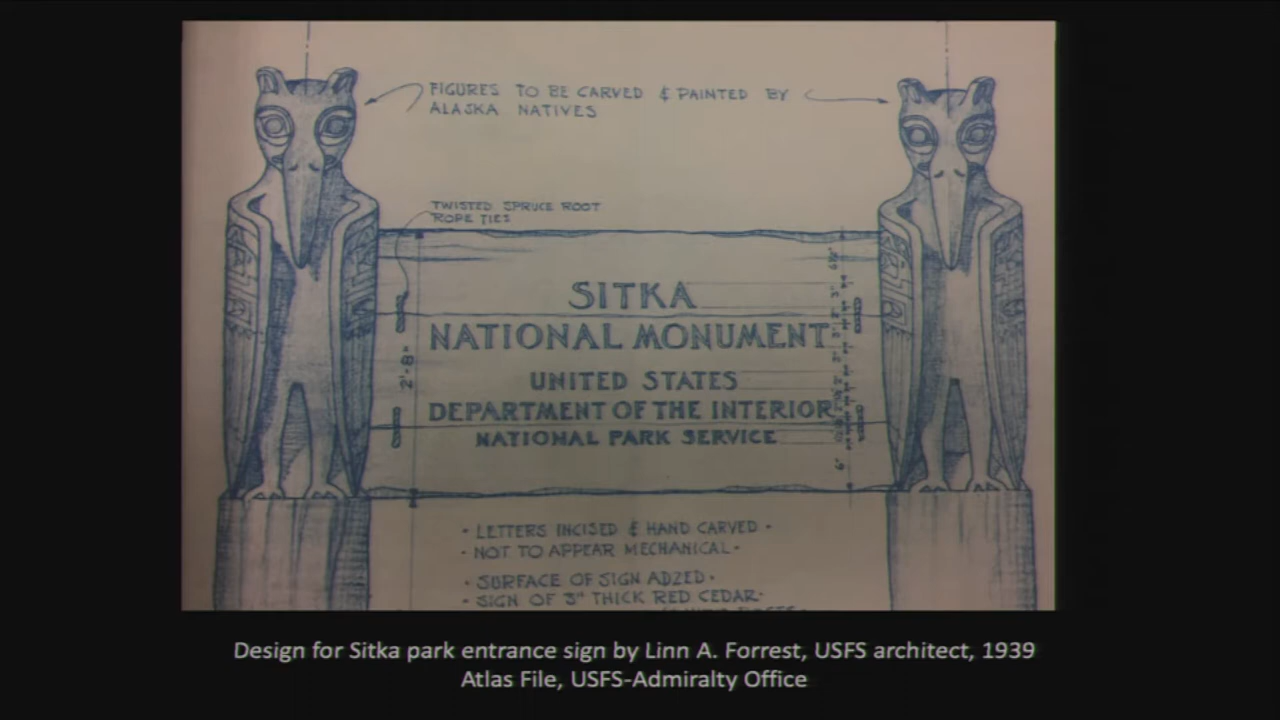 FIGURES TO BE CARVED & PAINTED BY
ALASKA NATIVES
TWISTED SPRUCE ROOT
ROPE TIES
2'-8"
SITKA
NATIONAL MONUMENT
UNITED STATES
DEPARTMENT OF THE INTERIOR
NATIONAL PARK SERVICE
6"
• LETTERS INCISED & HAND CARVED •
• NOT TO APPEAR MECHANICAL •
• SURFACE OF SIGN ADZED •
• SIGN OF 3" THICK RED CEDAR •
Design for Sitka park entrance sign by Linn A. Forrest, USFS architect, 1939
Atlas File, USFS-Admiralty Office